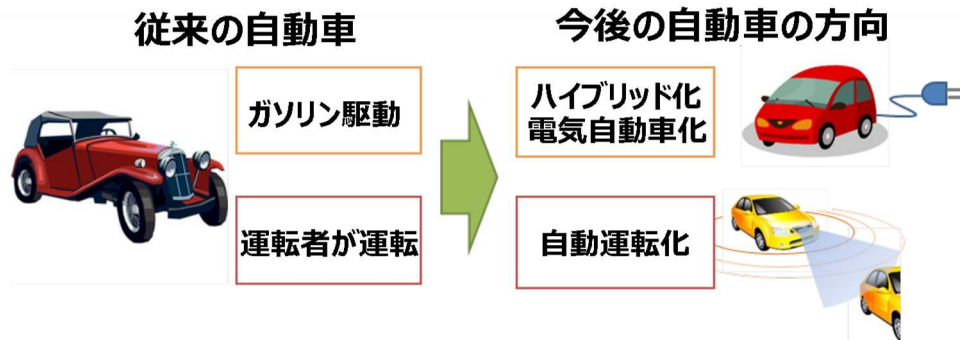 従来の自動車
今後の自動車の方向
ガソリン駆動
ハイブリッド化
電気自動車化
運転者が運転
自動運転化